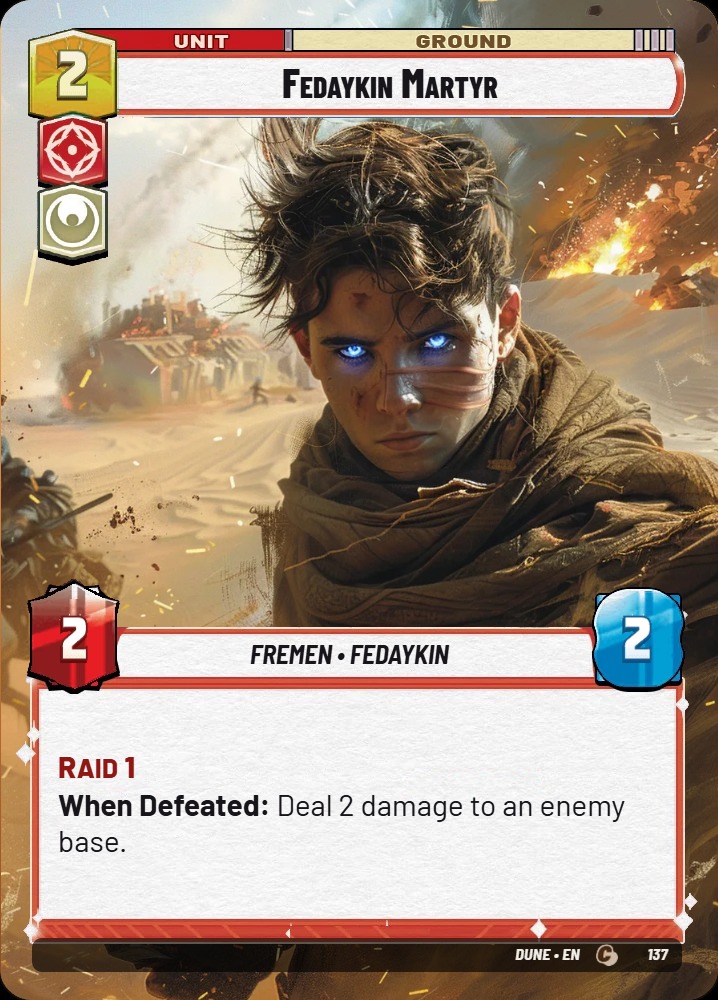 UNIT GROUND
2 Fedaykin Martyr
2 FREMEN • FEDAYKIN 2
RAID 1
When Defeated: Deal 2 damage to an enemy
base.
DUNE • EN C 137